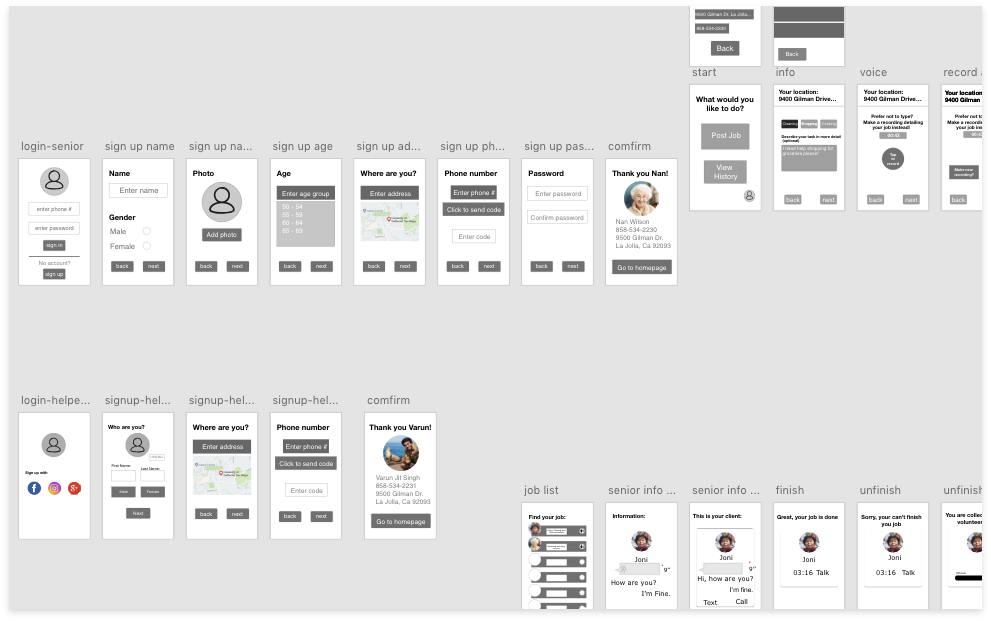 9500 Gilman Dr. La Jolla...
858-534-2230
Back
Back
start
info
voice
record
What would you
like to do?
Post Job
View
History
Your location:
9400 Gilman Drive...
Cleaning
Shopping
Cooking
Describe your task in more detail
(optional)
I need help shopping for
groceries please!
back
next
Your location:
9400 Gilman Drive...
Prefer not to type?
Make a recording detailing
your job instead!
00:43
Tap
to
record
back
next
Your location:
9400 Gilman
Prefer not to
Make a recording
your job inst
Make new
recording?
back
login-senior
sign up name
sign up na...
sign up age
sign up ad...
sign up ph...
sign up pas...
comfirm
enter phone #
enter password
sign in
No account?
sign up
Name
Enter name
Gender
Male
Female
back
next
Photo
Add photo
back
next
Age
Enter age group
50 - 54
55 - 59
60 - 64
65 - 69
...
back
next
Where are you?
Enter address
back
next
Phone number
Enter phone #
Click to send code
Enter code
back
next
Password
Enter password
Confirm password
back
next
Thank you Nan!
Nan Wilson
858-534-2230
9500 Gilman Dr.
La Jolla, Ca 92093
Go to homepage
login-helpe...
signup-hel...
signup-hel...
signup-hel...
comfirm
Sign up with
Who are you?
First Name:
Last Name:
Male
Female
Next
Where are you?
Enter address
back
next
Phone number
Enter phone #
Click to send code
Enter code
back
next
Thank you Varun!
Varun Jit Singh
858-534-2231
9500 Gilman Dr.
La Jolla, Ca 92093
Go to homepage
job list
senior info ...
senior info ...
finish
unfinish
unfinish
Find your job:
Information:
Joni
9"
How are you?
I'm Fine.
This is your client:
Joni
9"
Hi, how are you?
I'm fine.
Text
Call
Great, your job is done
Joni
03:16 Talk
Sorry, your can't finish
you job
Joni
03:16 Talk
You are collec
volunteer